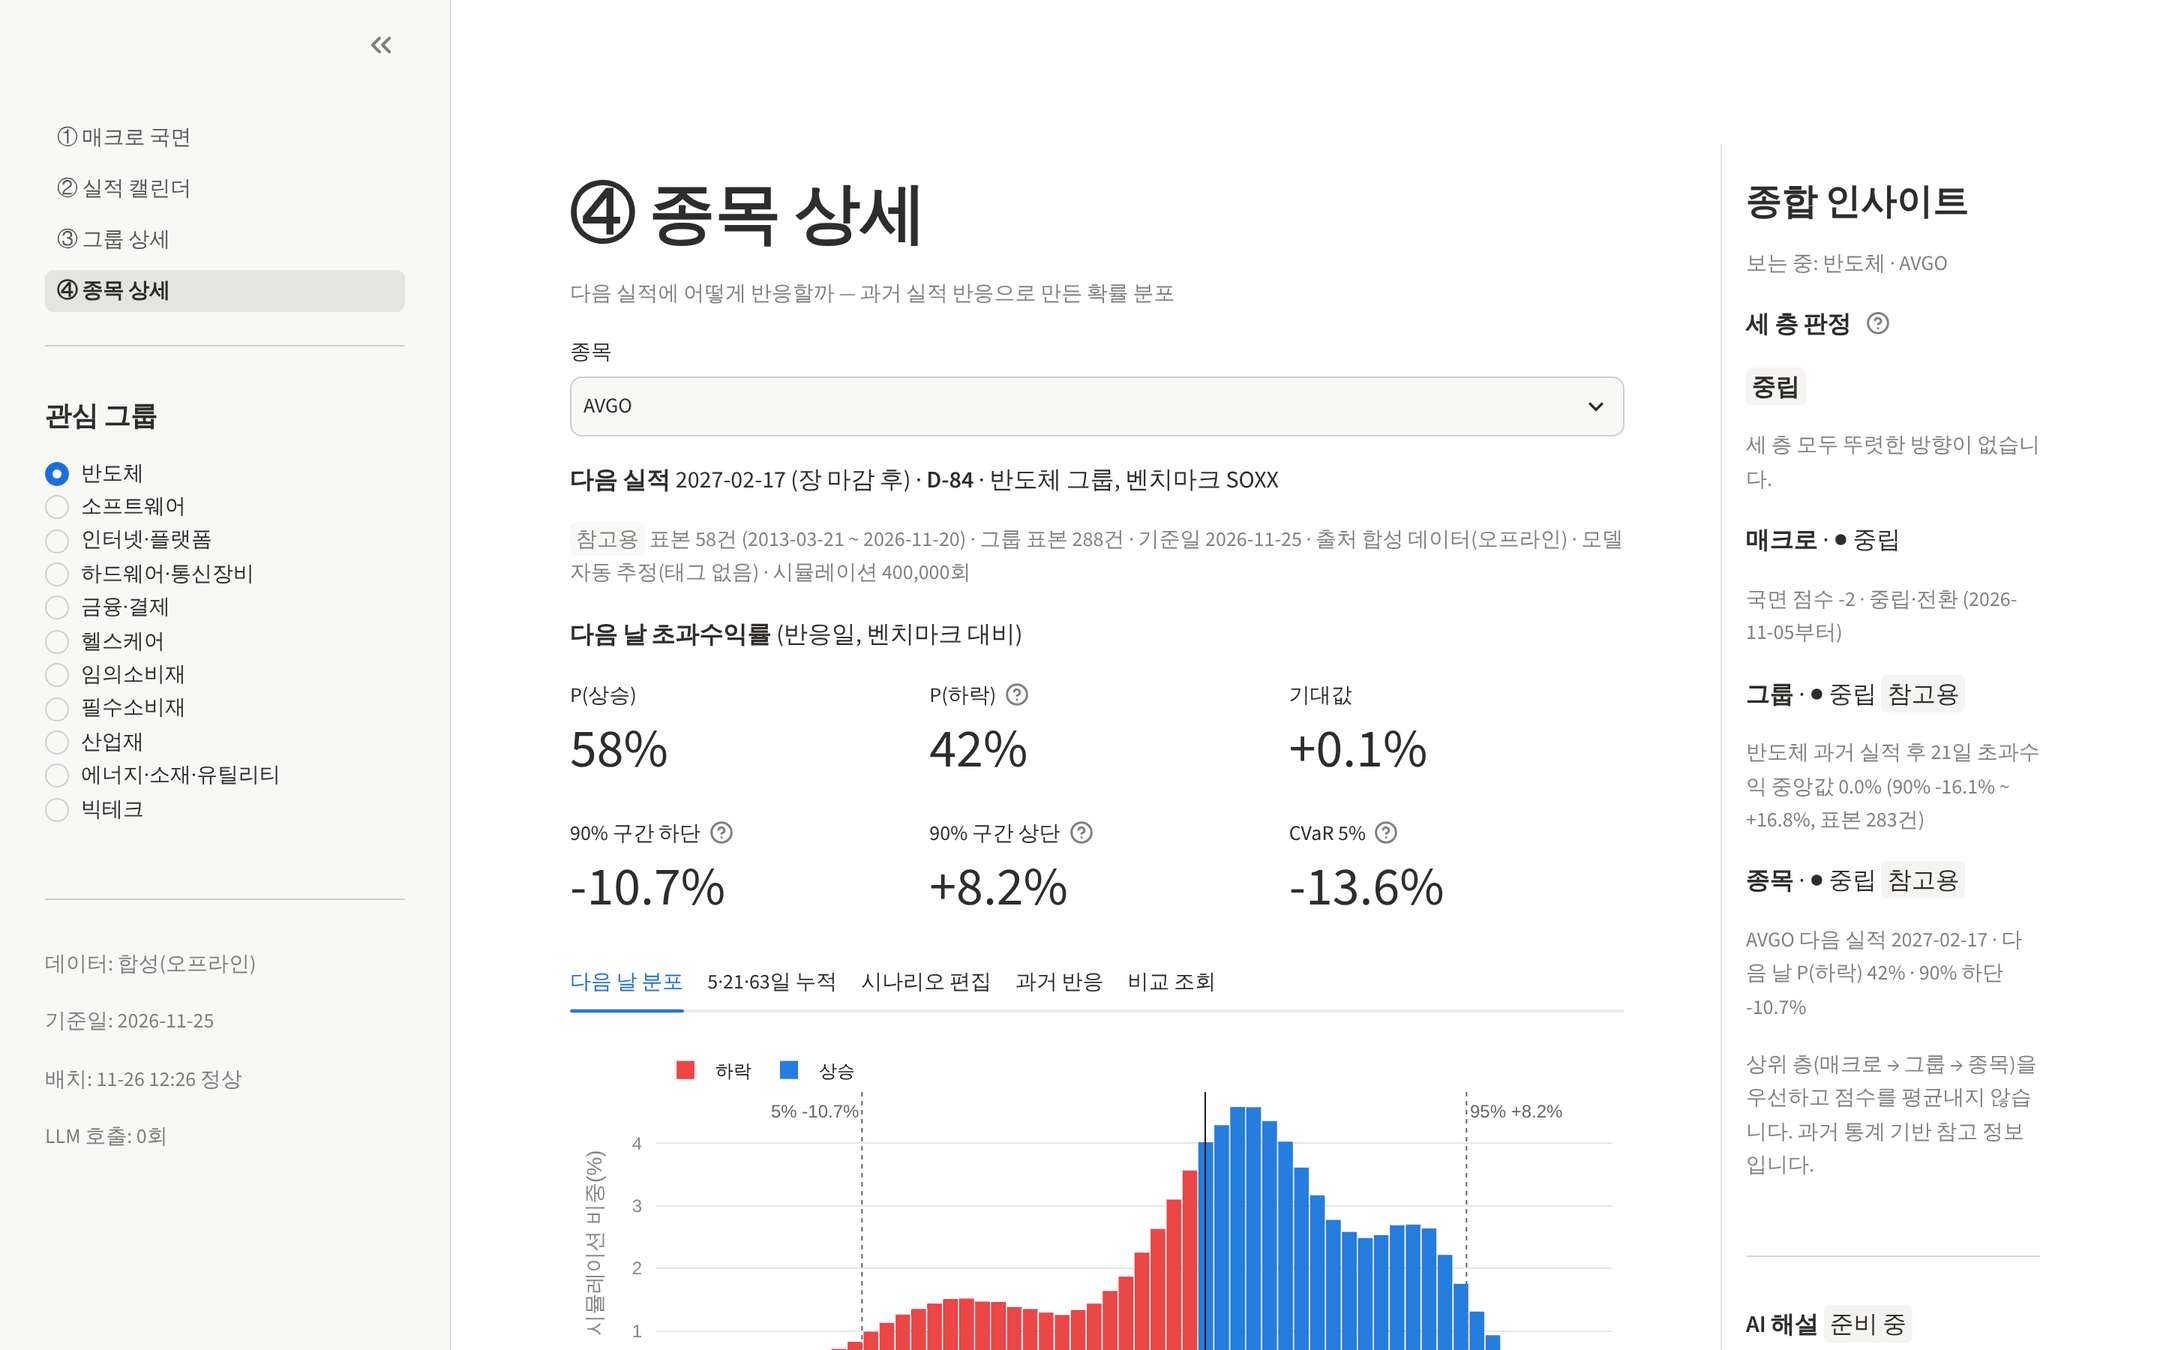 ① 매크로 국면
② 실적 캘린더
③ 그룹 상세
④ 종목 상세
관심 그룹
반도체
소프트웨어
인터넷·플랫폼
하드웨어·통신장비
금융·결제
헬스케어
임의소비재
필수소비재
산업재
에너지·소재·유틸리티
빅테크
데이터: 합성(오프라인)
기준일: 2026-11-25
배치: 11-26 12:26 정상
LLM 호출: 0회
④ 종목 상세
다음 실적에 어떻게 반응할까 — 과거 실적 반응으로 만든 확률 분포
종목
AVGO
다음 실적 2027-02-17 (장 마감 후) · D-84 · 반도체 그룹, 벤치마크 SOXX
참고용 표본 58건 (2013-03-21 ~ 2026-11-20) · 그룹 표본 288건 · 기준일 2026-11-25 · 출처 합성 데이터(오프라인) · 모델
자동 추정(태그 없음) · 시뮬레이션 400,000회
다음 날 초과수익률 (반응일, 벤치마크 대비)
P(상승) P(하락) 기대값
58% 42% +0.1%
90% 구간 하단 90% 구간 상단 CVaR 5%
-10.7% +8.2% -13.6%
다음 날 분포 5·21·63일 누적 시나리오 편집 과거 반응 비교 조회
하락 상승
5% -10.7% 95% +8.2%
시뮬레이션 비중(%)
4
3
2
1
종합 인사이트
보는 중: 반도체 · AVGO
세 층 판정
중립
세 층 모두 뚜렷한 방향이 없습니
다.
매크로 · ● 중립
국면 점수 -2 · 중립·전환 (2026-
11-05부터)
그룹 · ● 중립 참고용
반도체 과거 실적 후 21일 초과수
익 중앙값 0.0% (90% -16.1% ~
+16.8%, 표본 283건)
종목 · ● 중립 참고용
AVGO 다음 실적 2027-02-17 · 다
음 날 P(하락) 42% · 90% 하단
-10.7%
상위 층(매크로 → 그룹 → 종목)을
우선하고 점수를 평균내지 않습
니다. 과거 통계 기반 참고 정보
입니다.
AI 해설 준비 중